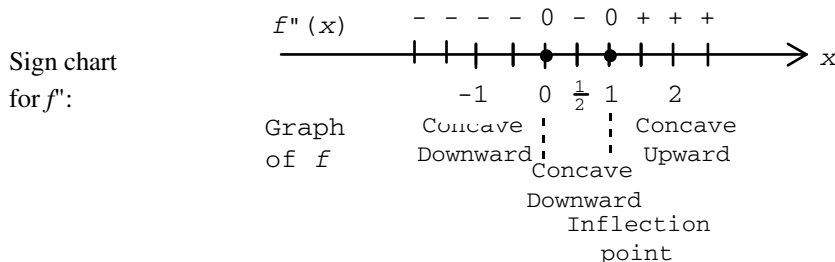 f"(x) - - - - 0 - 0 + + +
x
Sign chart
for f":
-1 0 1/2 1 2
Graph of f
Concave Downward
Concave Upward
Concave Downward
Inflection point